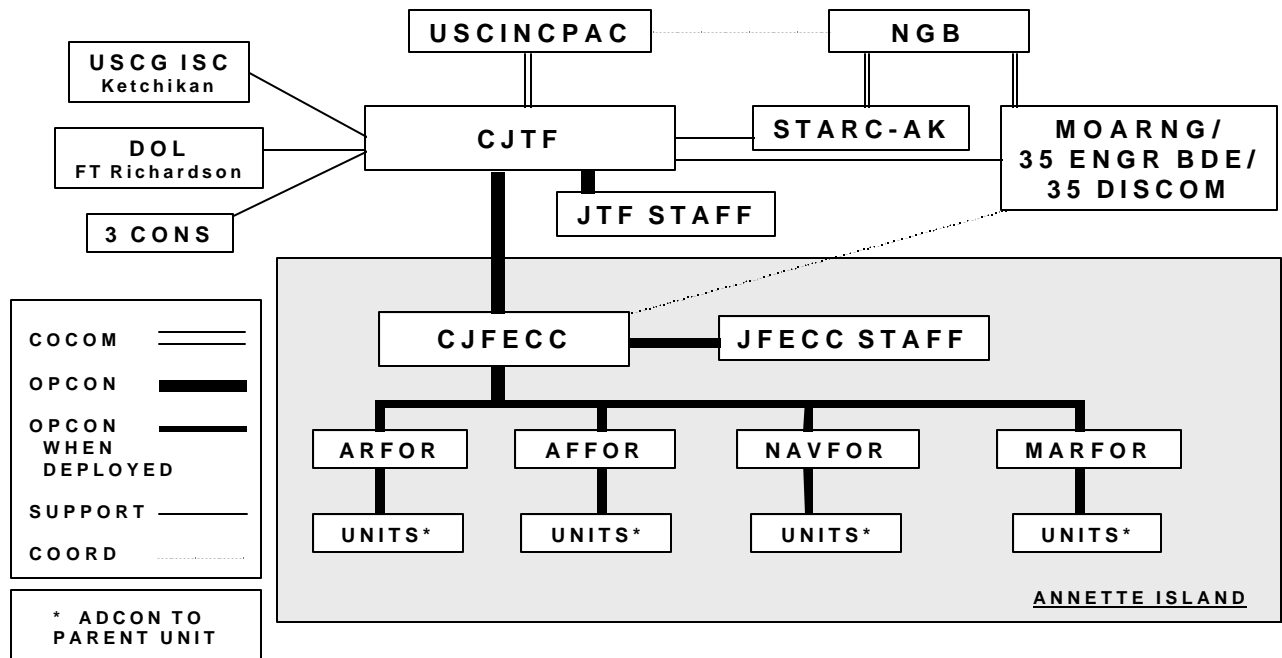 USCINCPAC
NGB
USCG ISC
Ketchikan
CJTF
STARC-AK
MOARNG/
35 ENGR BDE/
35 DISCOM
DOL
FT Richardson
JTF STAFF
3 CONS
CJFECC
JFECC STAFF
COCOM
OPCON
OPCON
WHEN
DEPLOYED
SUPPORT
COORD
ARFOR
AFFOR
NAVFOR
MARFOR
UNITS*
UNITS*
UNITS*
UNITS*
ANNETTE ISLAND
* ADCON TO
PARENT UNIT